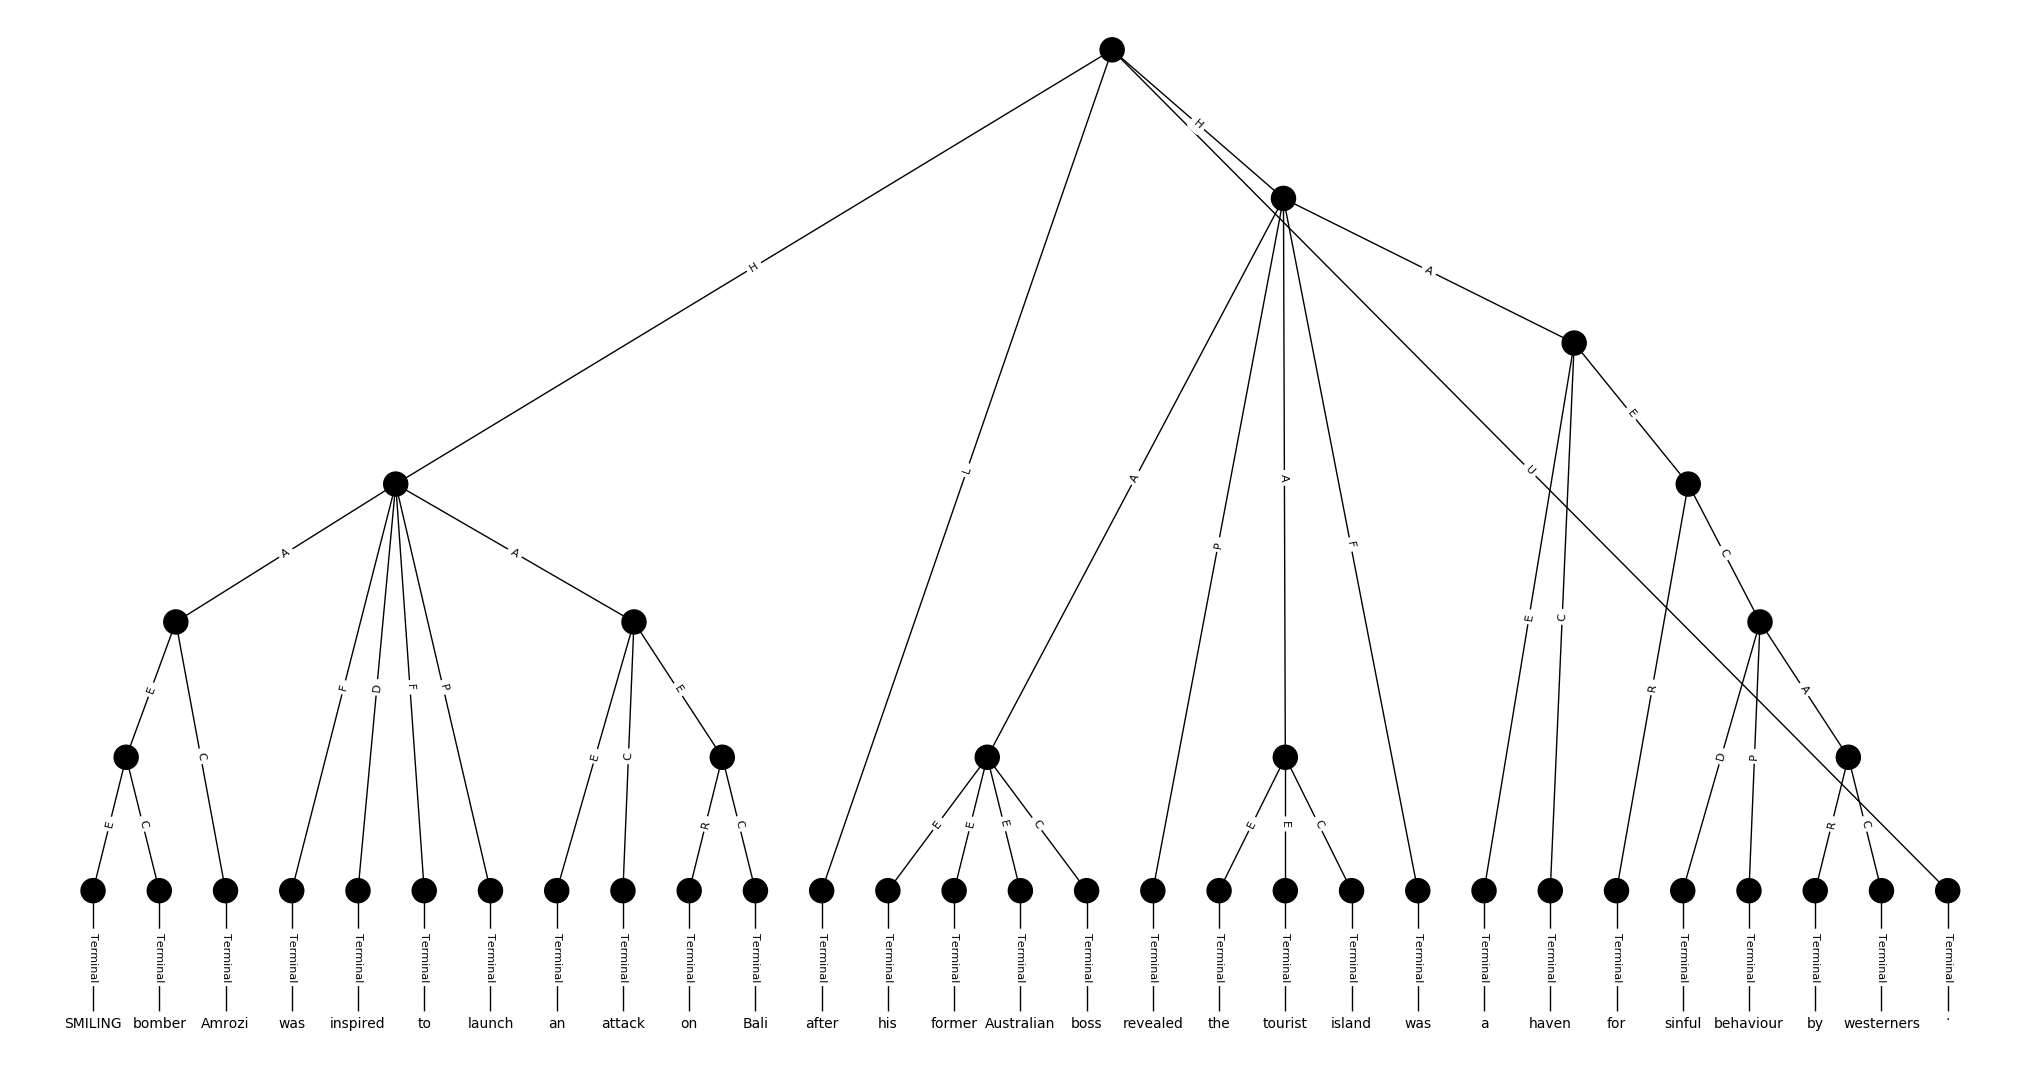 H
H
A
E
L
U
A
P
A
F
A
A
C
E
C
F
D
F
P
E
E
C
R
A
E
C
E
C
D
P
E
C
R
C
E
E
E
C
E
E
C
R
C
Terminal Terminal Terminal Terminal Terminal Terminal Terminal Terminal Terminal Terminal Terminal Terminal Terminal Terminal Terminal Terminal Terminal Terminal Terminal Terminal Terminal Terminal Terminal Terminal Terminal Terminal Terminal Terminal Terminal
SMILING bomber Amrozi was inspired to launch an attack on Bali after his former Australian boss revealed the tourist island was a haven for sinful behaviour by westerners .